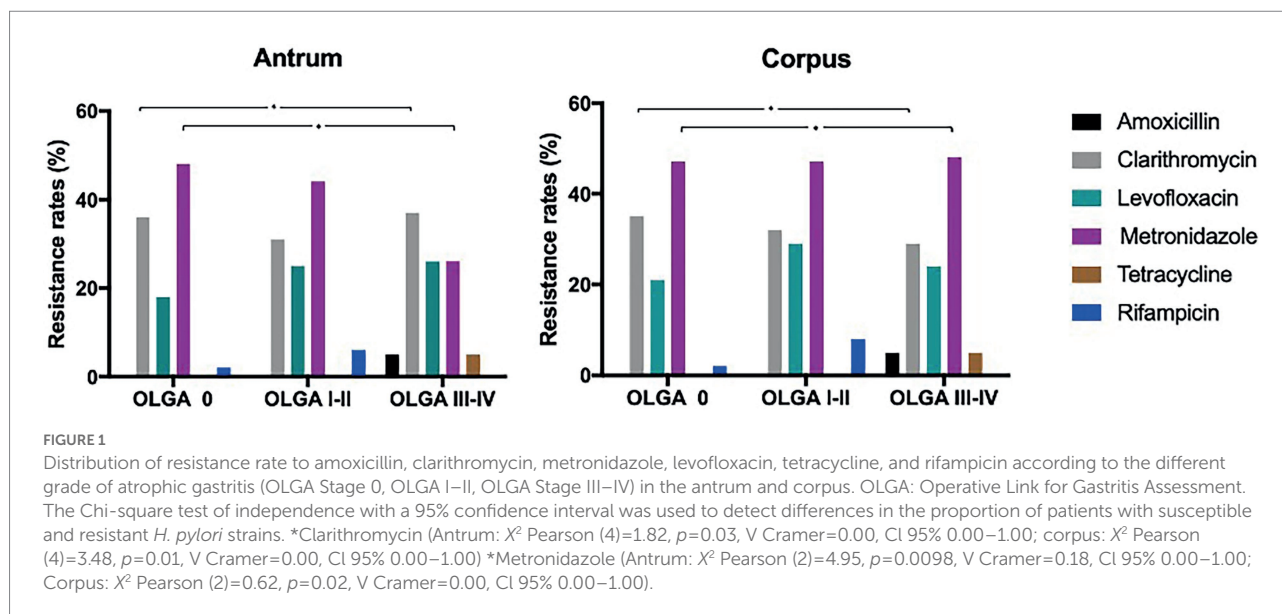 Antrum
Corpus
Resistance rates (%)
60
40
20
0
OLGA 0
OLGA I-II
OLGA III-IV
Resistance rates (%)
60
40
20
0
OLGA 0
OLGA I-II
OLGA III-IV
Amoxicillin
Clarithromycin
Levofloxacin
Metronidazole
Tetracycline
Rifampicin
FIGURE 1
Distribution of resistance rate to amoxicillin, clarithromycin, metronidazole, levofloxacin, tetracycline, and rifampicin according to the different
grade of atrophic gastritis (OLGA Stage 0, OLGA I–II, OLGA Stage III–IV) in the antrum and corpus. OLGA: Operative Link for Gastritis Assessment.
The Chi-square test of independence with a 95% confidence interval was used to detect differences in the proportion of patients with susceptible
and resistant H. pylori strains. *Clarithromycin (Antrum: X² Pearson (4)=1.82, p=0.03, V Cramer=0.00, Cl 95% 0.00–1.00; corpus: X² Pearson
(4)=3.48, p=0.01, V Cramer=0.00, Cl 95% 0.00–1.00) *Metronidazole (Antrum: X² Pearson (2)=4.95, p=0.0098, V Cramer=0.18, Cl 95% 0.00–1.00;
Corpus: X² Pearson (2)=0.62, p=0.02, V Cramer=0.00, Cl 95% 0.00–1.00).